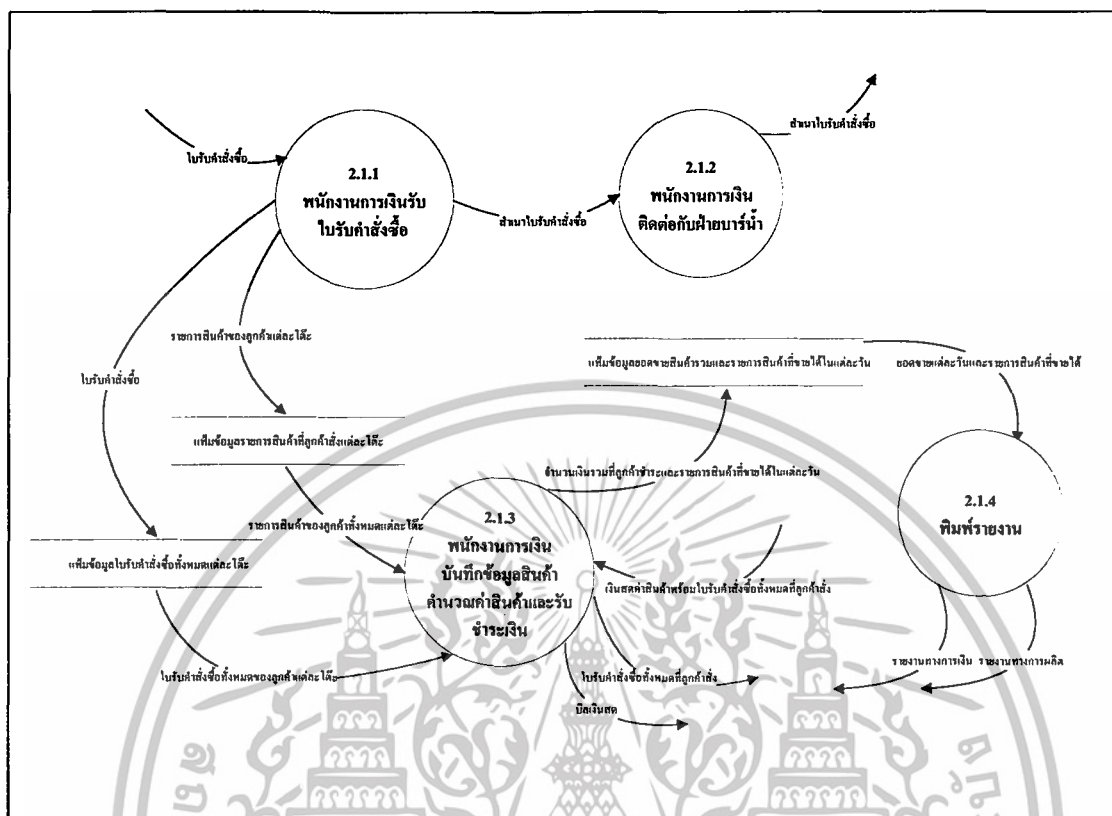 สำเนาใบรับคำสั่งซื้อ
ใบรับคำสั่งซื้อ
2.1.1
พนักงานการเงินรับ
ใบรับคำสั่งซื้อ
สำเนาใบรับคำสั่งซื้อ
2.1.2
พนักงานการเงิน
ติดต่อกับฝ่ายบาร์น้ำ
รายการสินค้าของลูกค้าแต่ละโต๊ะ
ใบรับคำสั่งซื้อ
แฟ้มข้อมูลยอดขายสินค้ารวมและรายการสินค้าที่ขายได้ในแต่ละวัน
ยอดขายแต่ละวันและรายการสินค้าที่ขายได้
แฟ้มข้อมูลรายการสินค้าที่ลูกค้าสั่งแต่ละโต๊ะ
จำนวนเงินรวมที่ลูกค้าชำระและรายการสินค้าที่ขายได้ในแต่ละวัน
2.1.4
พิมพ์รายงาน
รายการสินค้าของลูกค้าทั้งหมดแต่ละโต๊ะ
2.1.3
พนักงานการเงิน
บันทึกข้อมูลสินค้า
คำนวณค่าสินค้าและรับ
ชำระเงิน
แฟ้มข้อมูลใบรับคำสั่งซื้อทั้งหมดแต่ละโต๊ะ
เงินสดค่าสินค้าพร้อมใบรับคำสั่งซื้อทั้งหมดที่ลูกค้าสั่ง
รายงานทางการเงิน
รายงานทางการผลิต
ใบรับคำสั่งซื้อทั้งหมดของลูกค้าแต่ละโต๊ะ
ใบรับคำสั่งซื้อทั้งหมดที่ลูกค้าสั่ง
บิลเงินสด